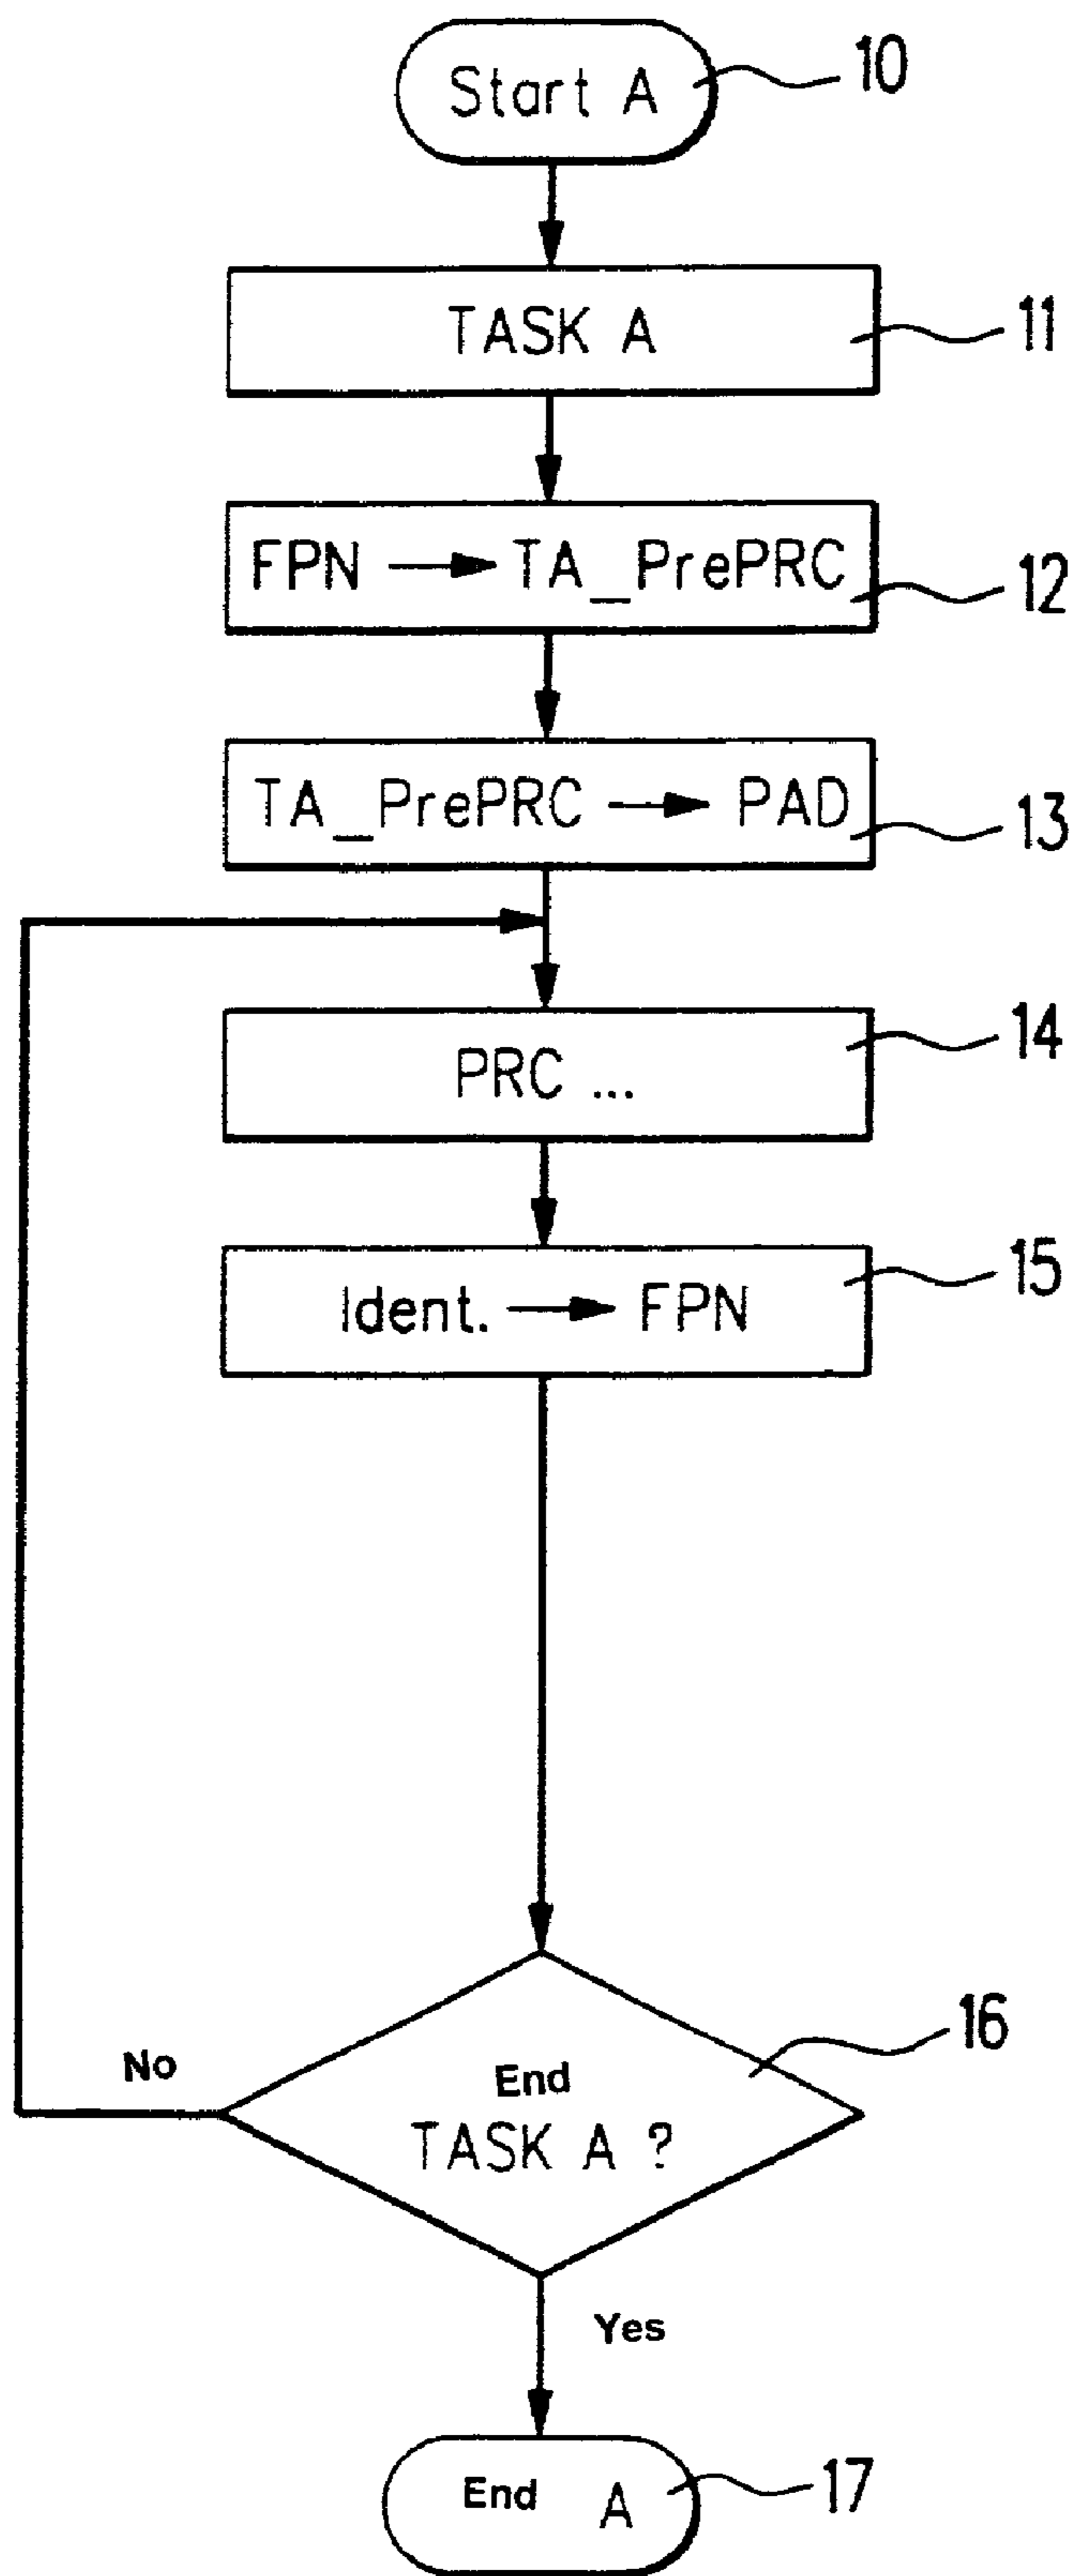 Start A
10
TASK A
11
FPN → TA_PrePRC
12
TA_PrePRC → PAD
13
PRC ...
14
Ident. → FPN
15
16
No
End
TASK A ?
Yes
End A
17